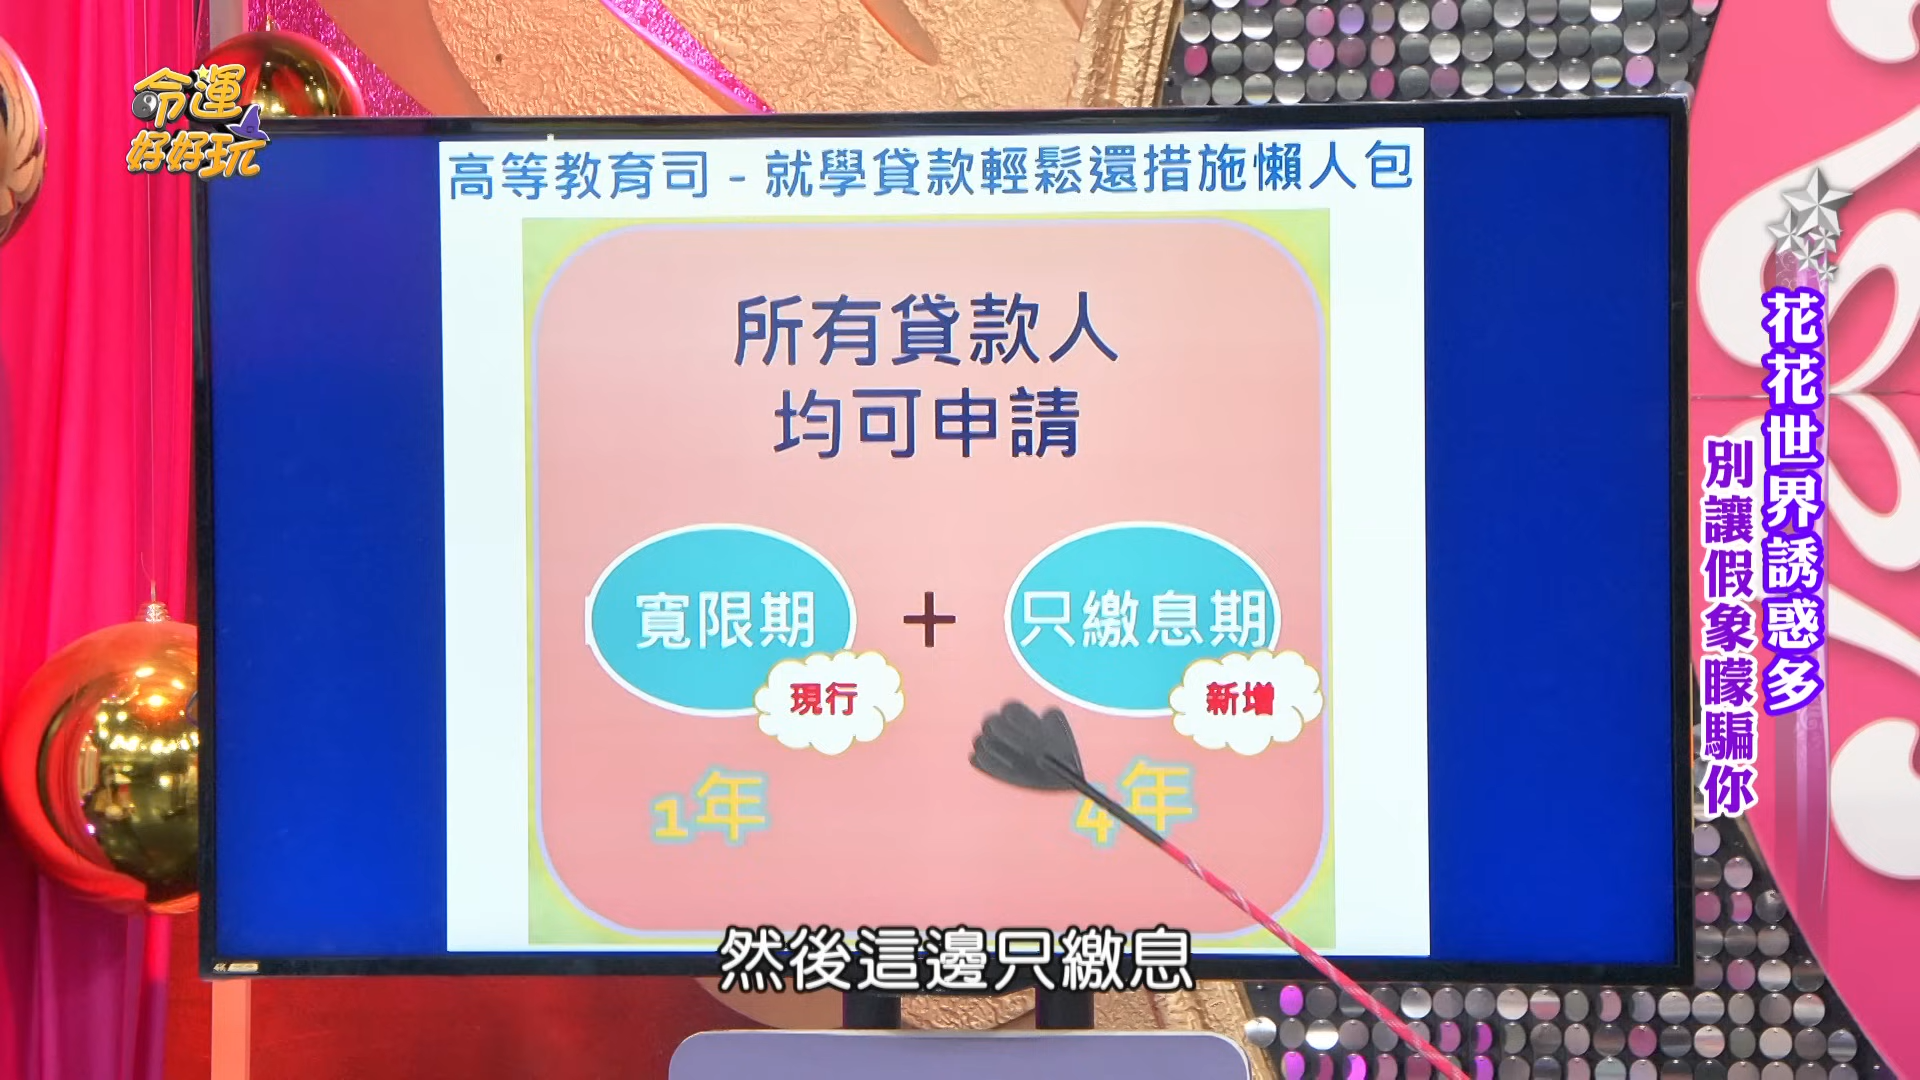 命運
好好玩
高等教育司 - 就學貸款輕鬆還措施懶人包
所有貸款人
均可申請
寬限期
+
只繳息期
現行
新增
1年
4年
花花世界誘惑多
別讓假象矇騙你
然後這邊只繳息